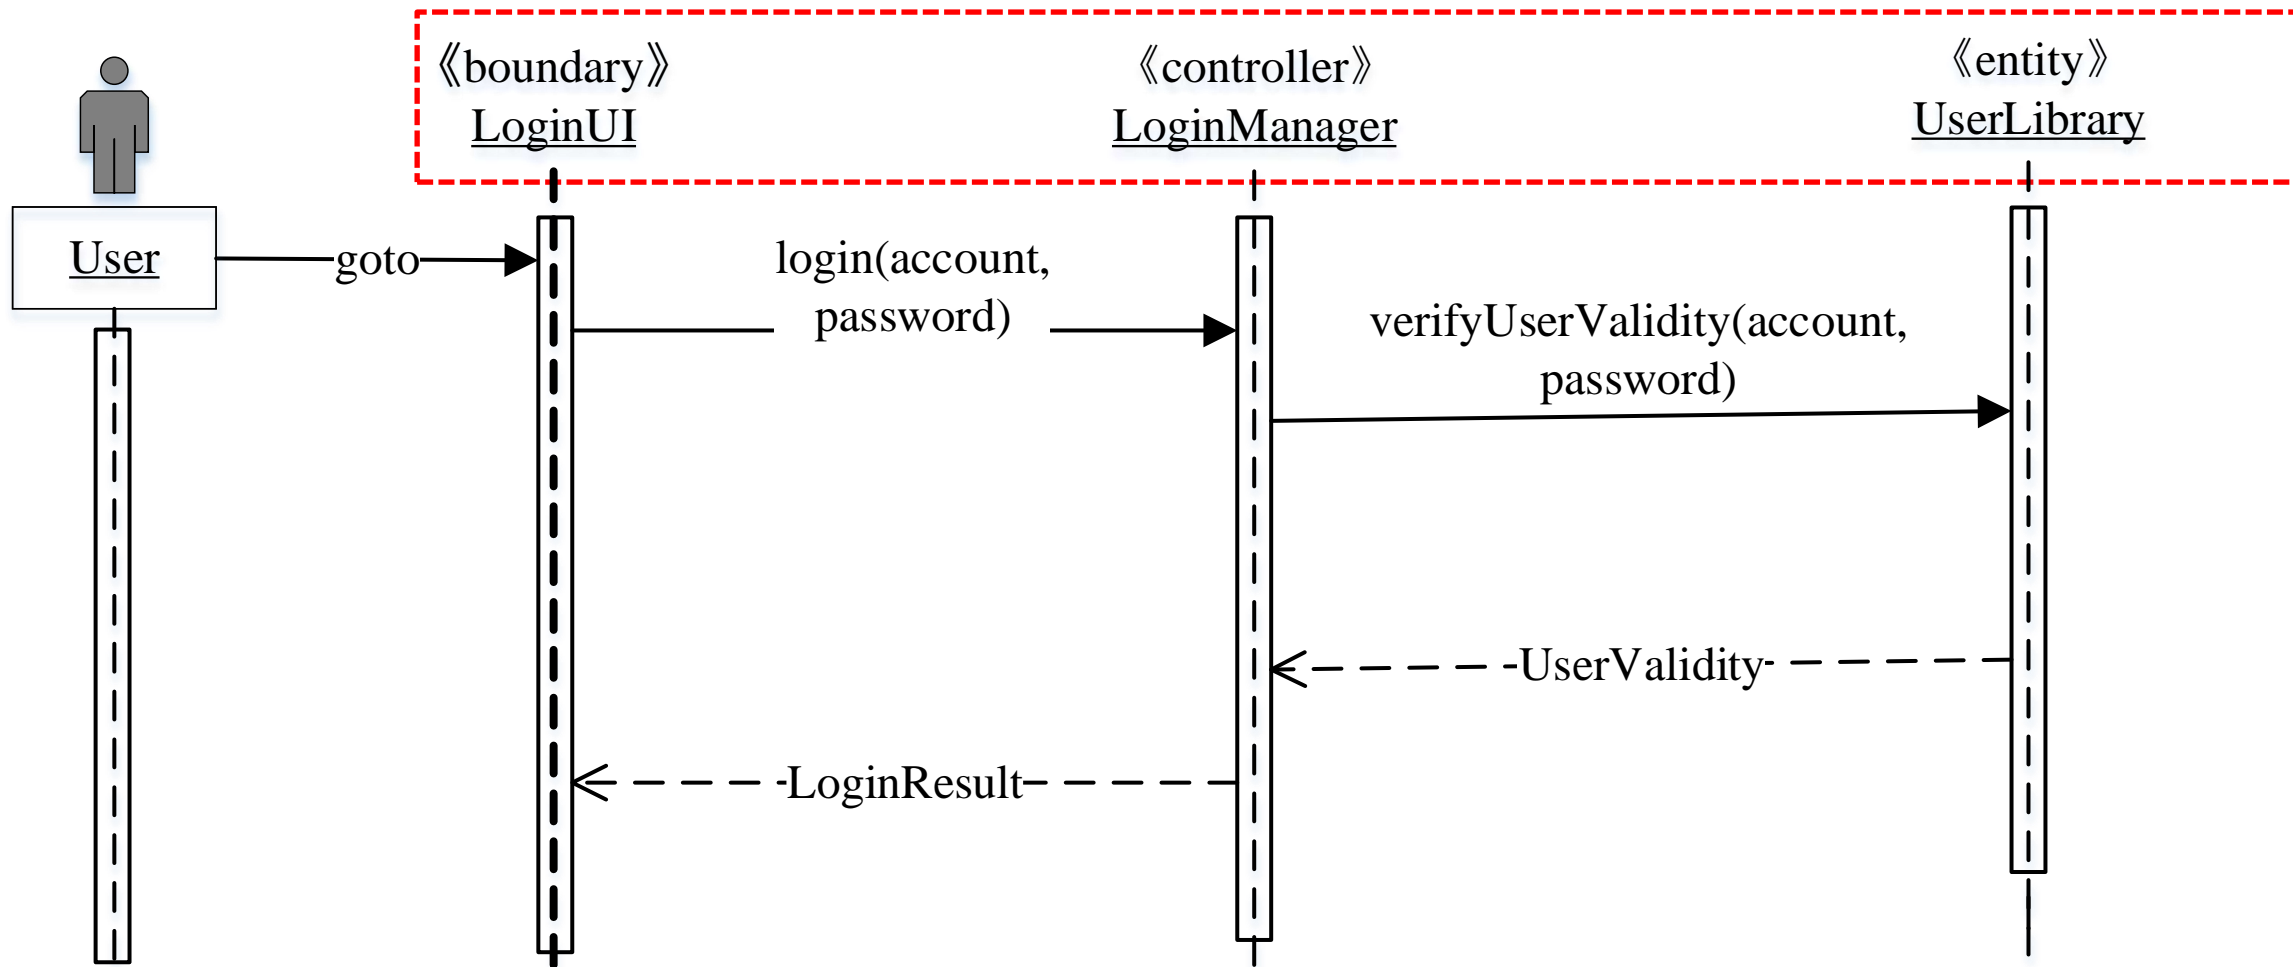 《boundary》
LoginUI
《controller》
LoginManager
《entity》
UserLibrary
User
goto
login(account,
password)
verifyUserValidity(account,
password)
UserValidity
LoginResult